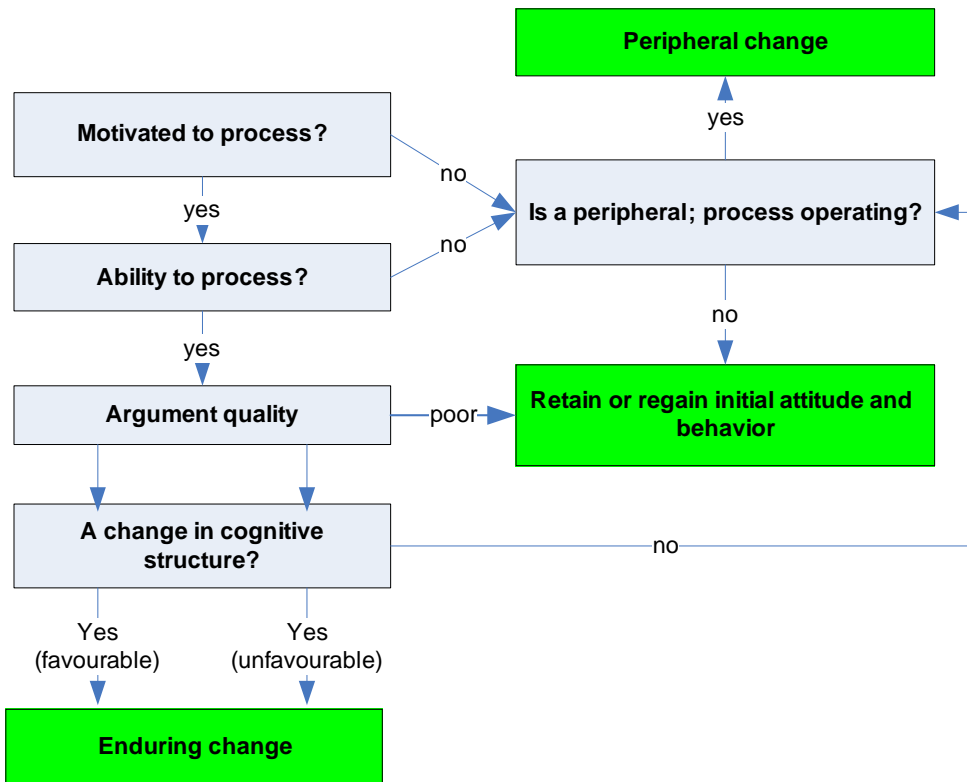 Peripheral change
Motivated to process?
yes
no
yes
Is a peripheral; process operating?
no
Ability to process?
no
yes
Retain or regain initial attitude and
behavior
Argument quality
poor
A change in cognitive
structure?
no
Yes
(favourable)
Yes
(unfavourable)
Enduring change